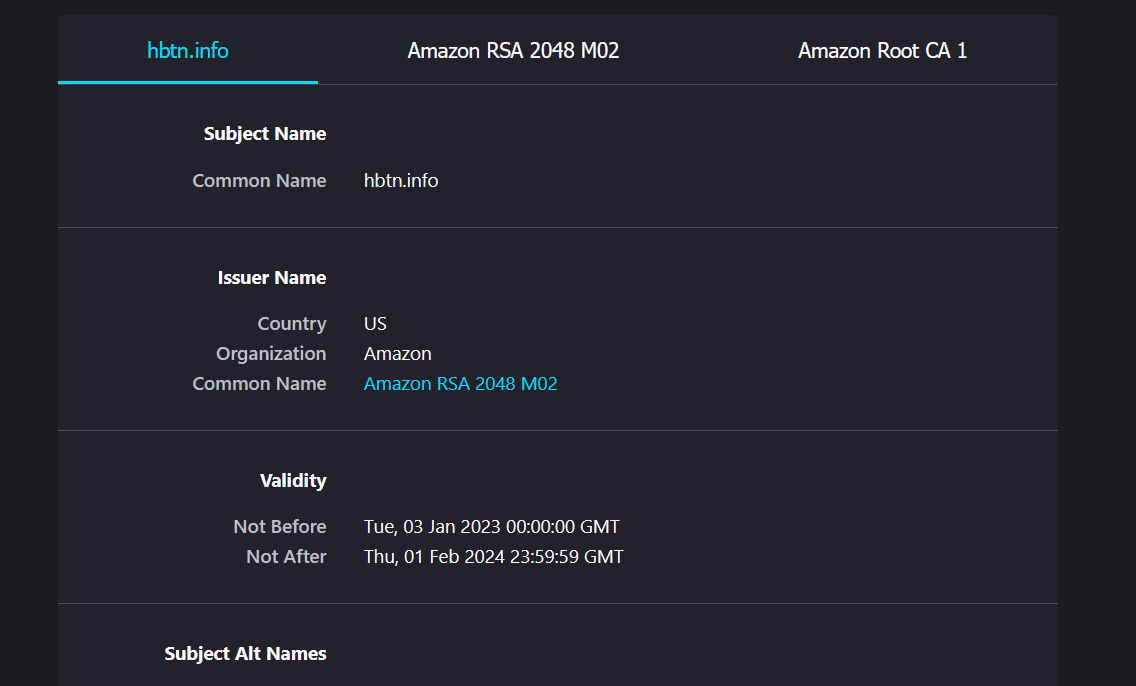 hbtn.info Amazon RSA 2048 M02 Amazon Root CA 1
Subject Name
Common Name hbtn.info
Issuer Name
Country US
Organization Amazon
Common Name Amazon RSA 2048 M02
Validity
Not Before Tue, 03 Jan 2023 00:00:00 GMT
Not After Thu, 01 Feb 2024 23:59:59 GMT
Subject Alt Names